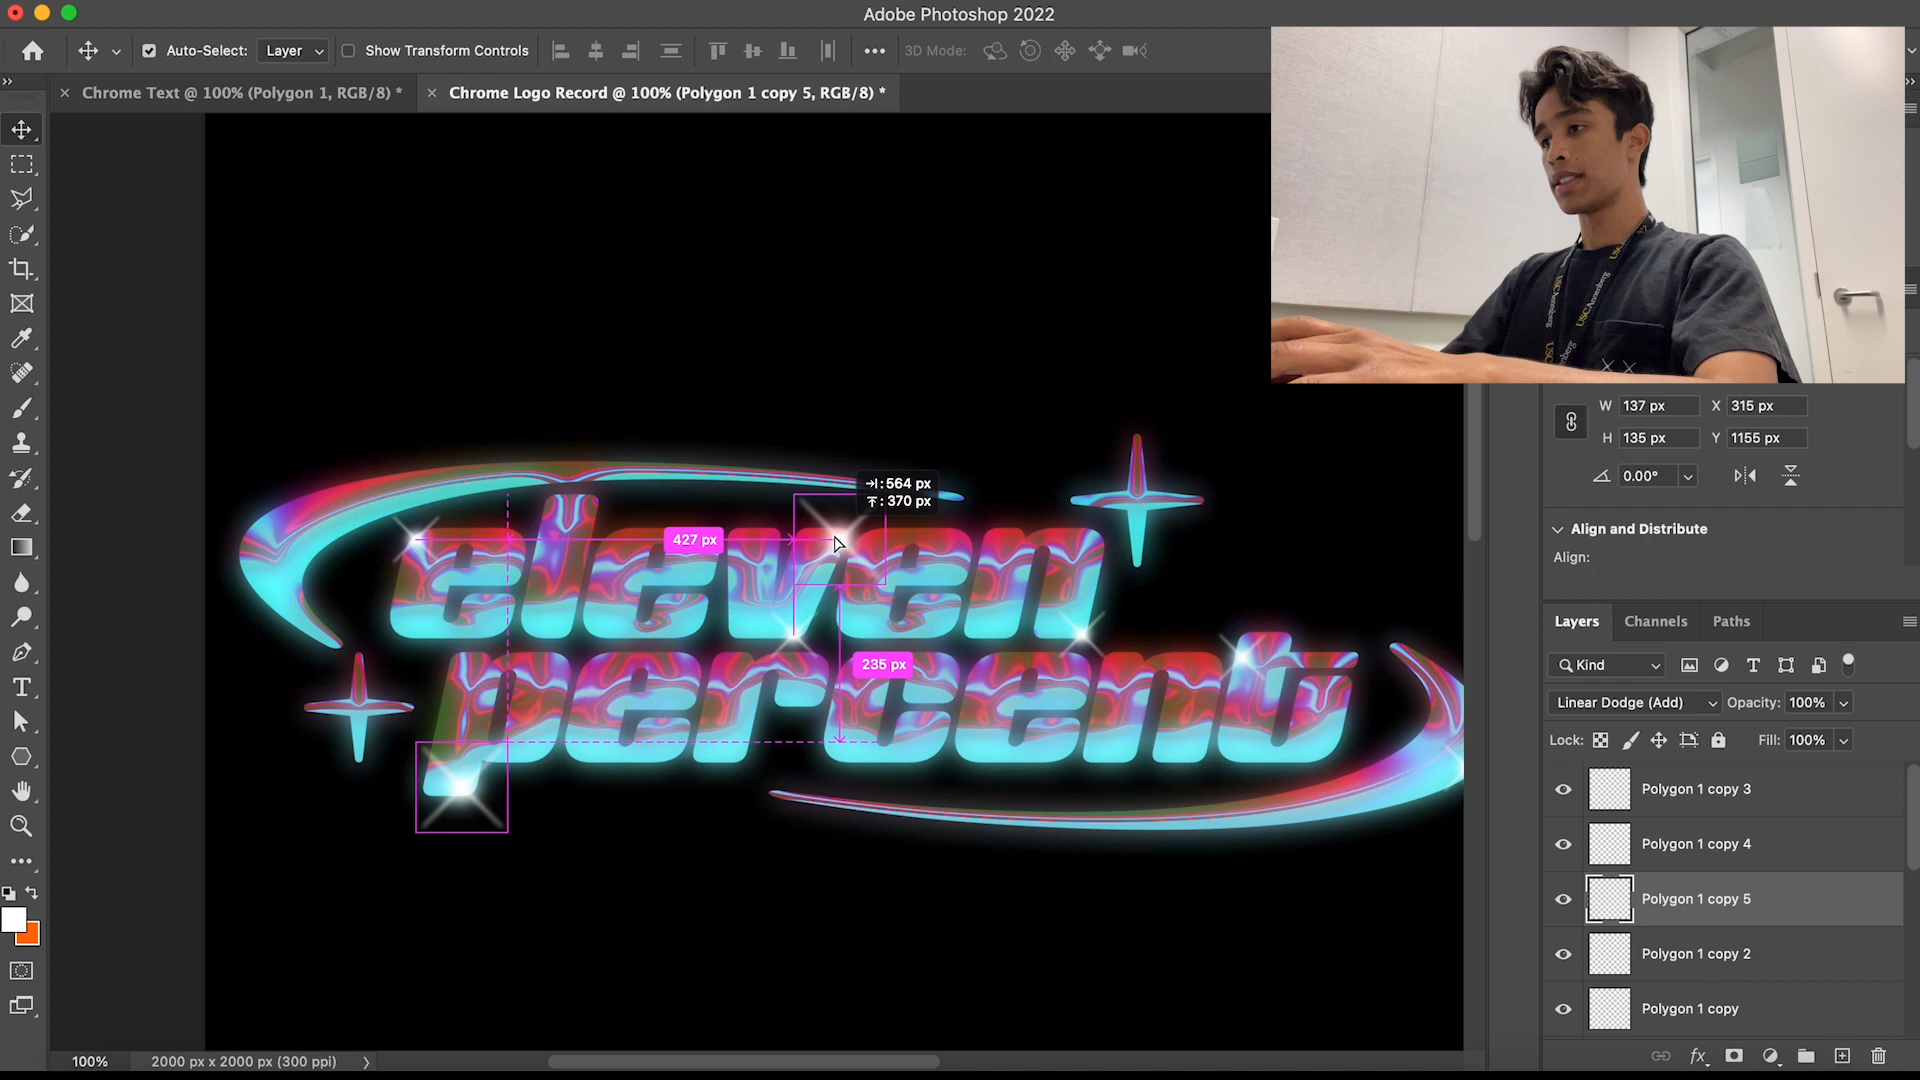 Adobe Photoshop 2022
Auto-Select: Layer Show Transform Controls 3D Mode:
Chrome Text @ 100% (Polygon 1, RGB/8) *
Chrome Logo Record @ 100% (Polygon 1 copy 5, RGB/8) *
USC Annenberg
USC Annenberg
W 137 px X 315 px
H 135 px Y 1155 px
0.00°
Align and Distribute
Align:
564 px
370 px
427 px
eleven
235 px
percent
Layers Channels Paths
Kind
Linear Dodge (Add) Opacity: 100%
Lock: Fill: 100%
Polygon 1 copy 3
Polygon 1 copy 4
Polygon 1 copy 5
Polygon 1 copy 2
Polygon 1 copy
100% 2000 px x 2000 px (300 ppi)